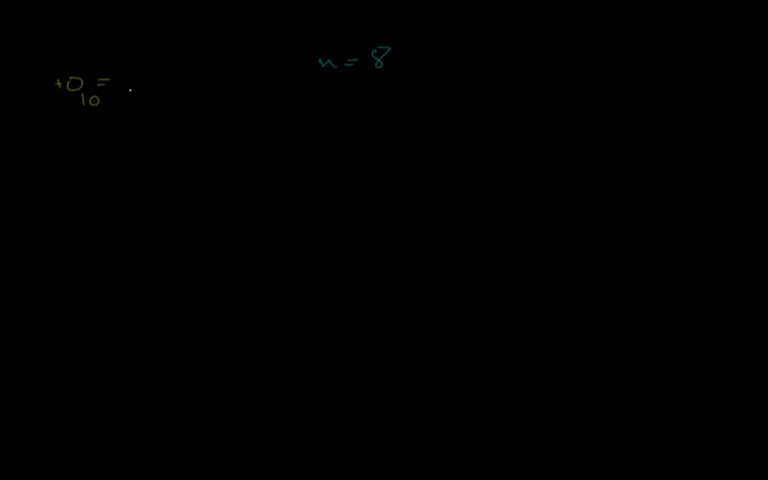 n = 8
+0₁₀ =